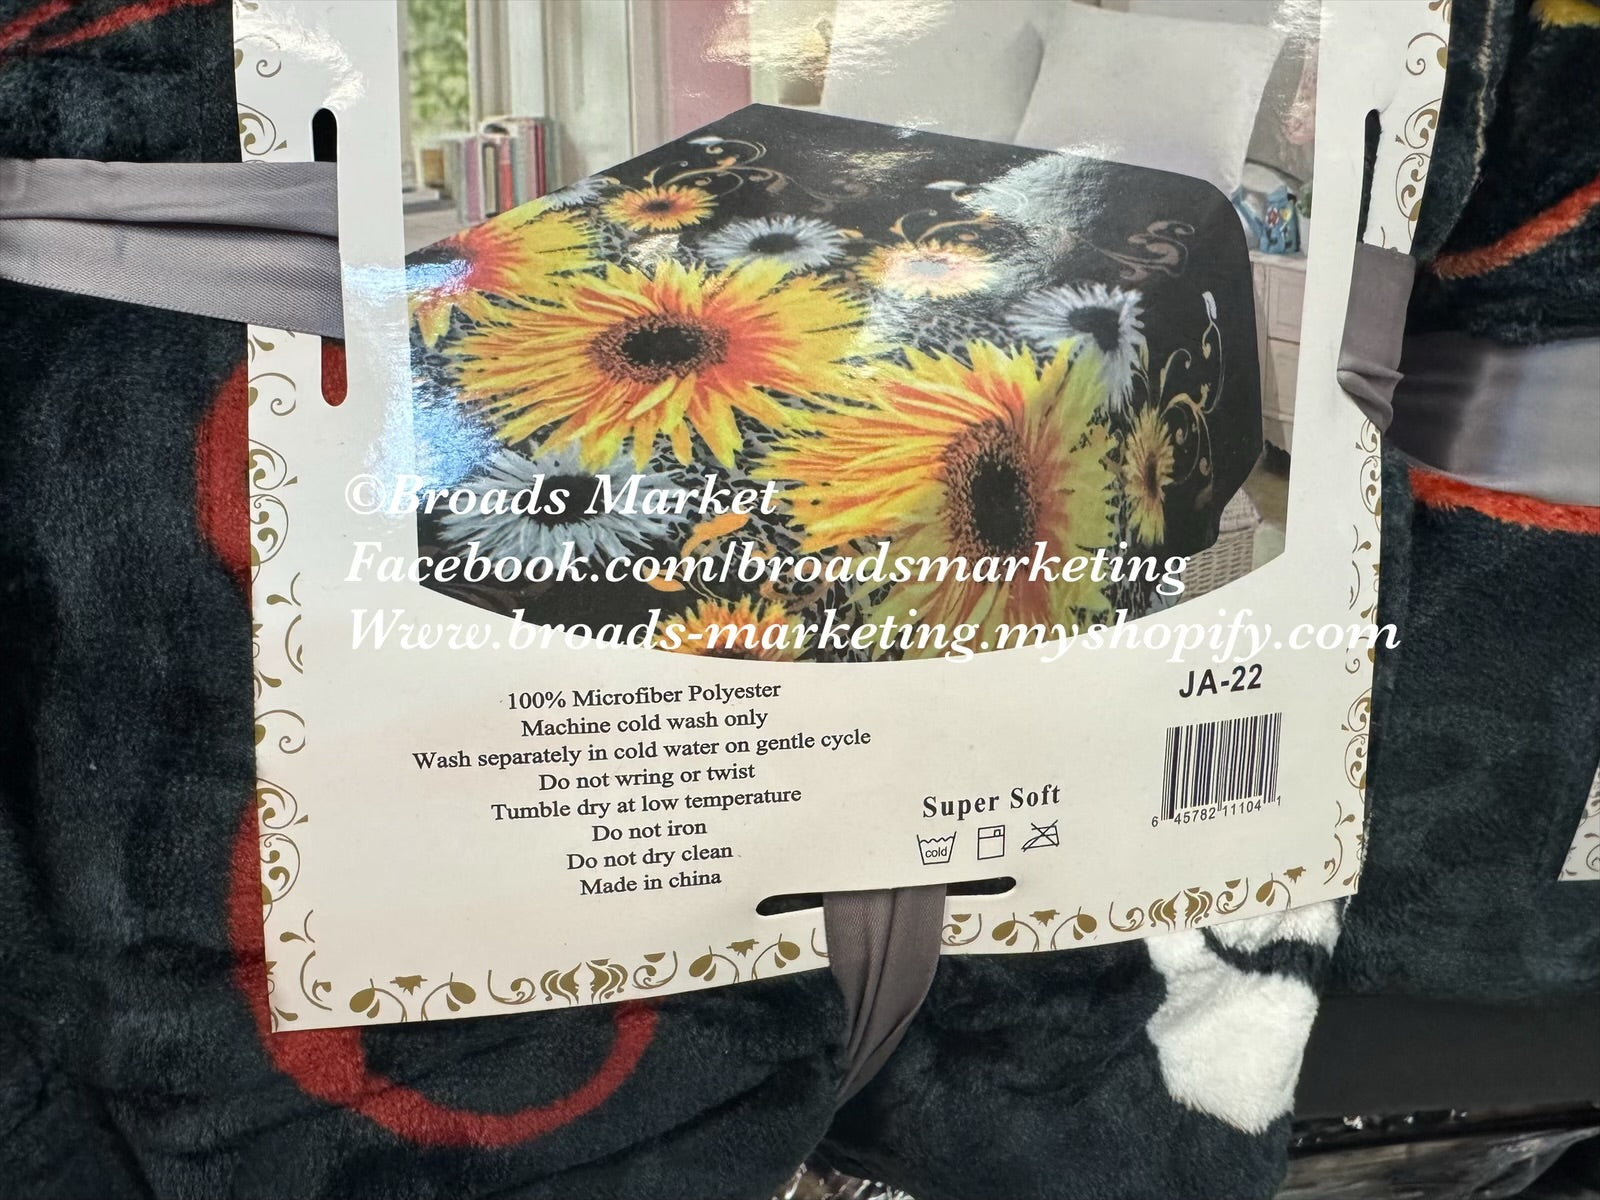 ©Broads Market
Facebook.com/broadsmarketing
Www.broads-marketing.myshopify.com
JA-22
100% Microfiber Polyester
Machine cold wash only
Wash separately in cold water on gentle cycle
Do not wring or twist
Tumble dry at low temperature
Do not iron
Do not dry clean
Made in china
Super Soft
cold
6 45782 11104 1